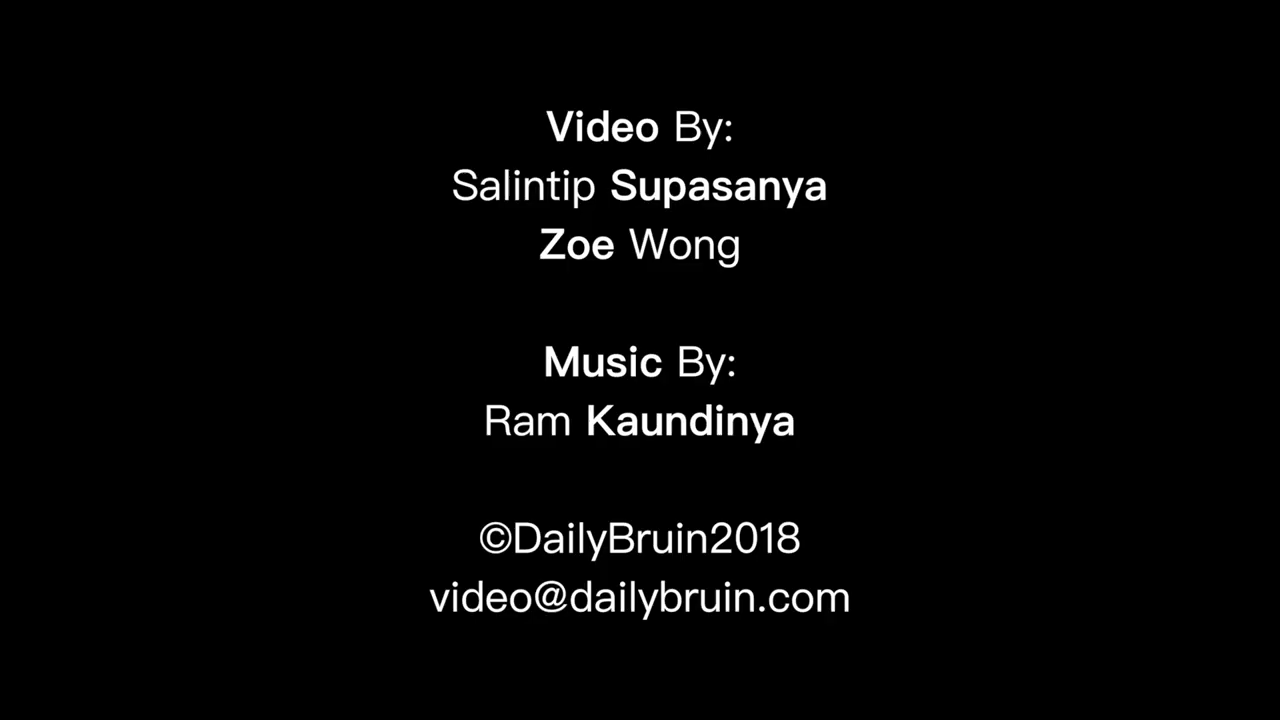 Video By:
Salintip Supasanya
Zoe Wong
Music By:
Ram Kaundinya
©DailyBruin2018
video@dailybruin.com